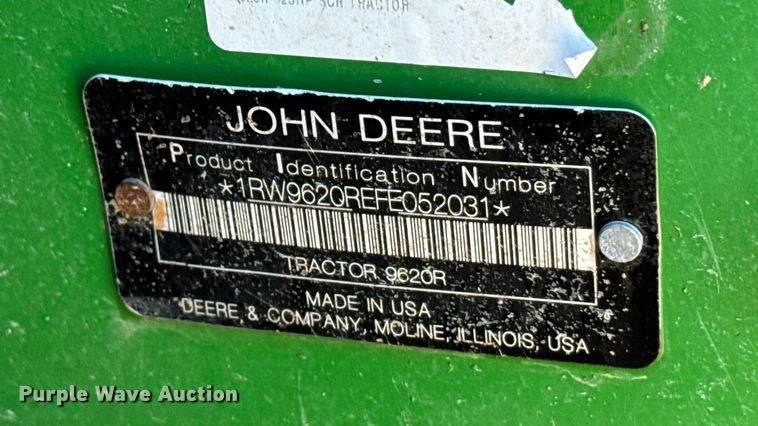 JOHN DEERE
Product Identification Number
*1RW9620REFE052031*
TRACTOR 9620R
MADE IN USA
DEERE & COMPANY, MOLINE, ILLINOIS, USA
Purple Wave Auction